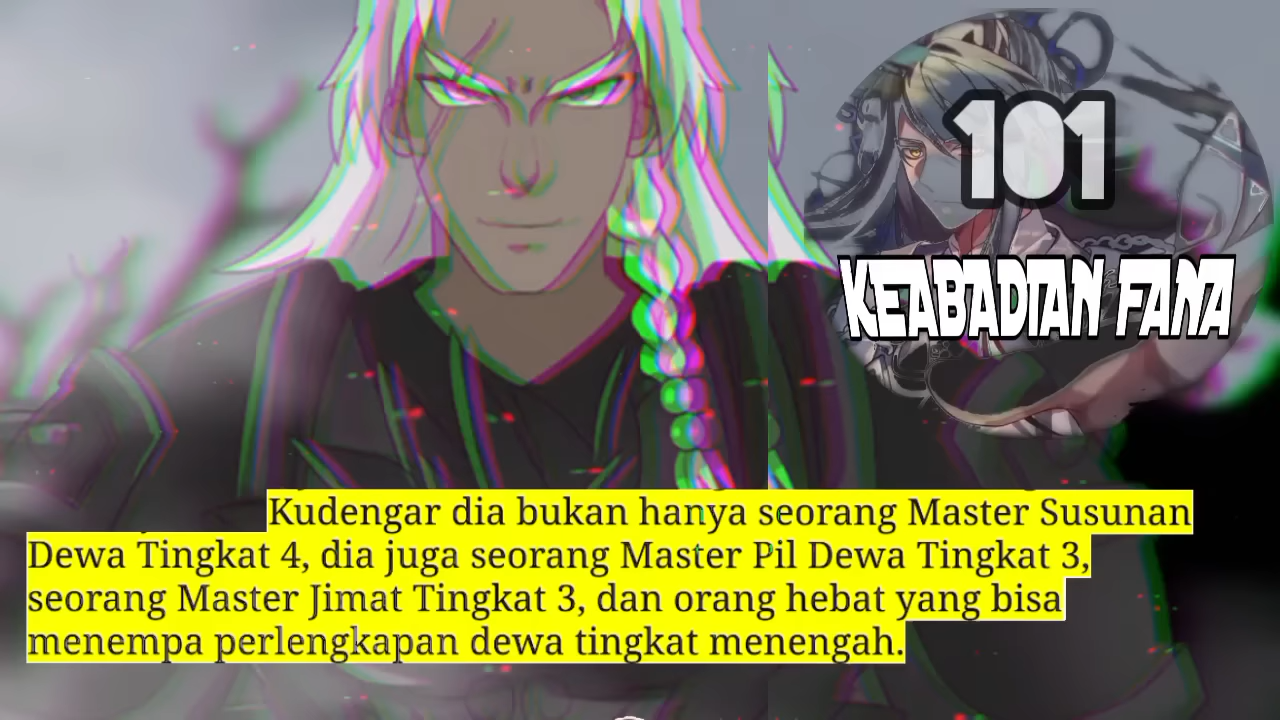 101
KEABADIAN FANA
Kudengar dia bukan hanya seorang Master Susunan
Dewa Tingkat 4, dia juga seorang Master Pil Dewa Tingkat 3,
seorang Master Jimat Tingkat 3, dan orang hebat yang bisa
menempa perlengkapan dewa tingkat menengah.